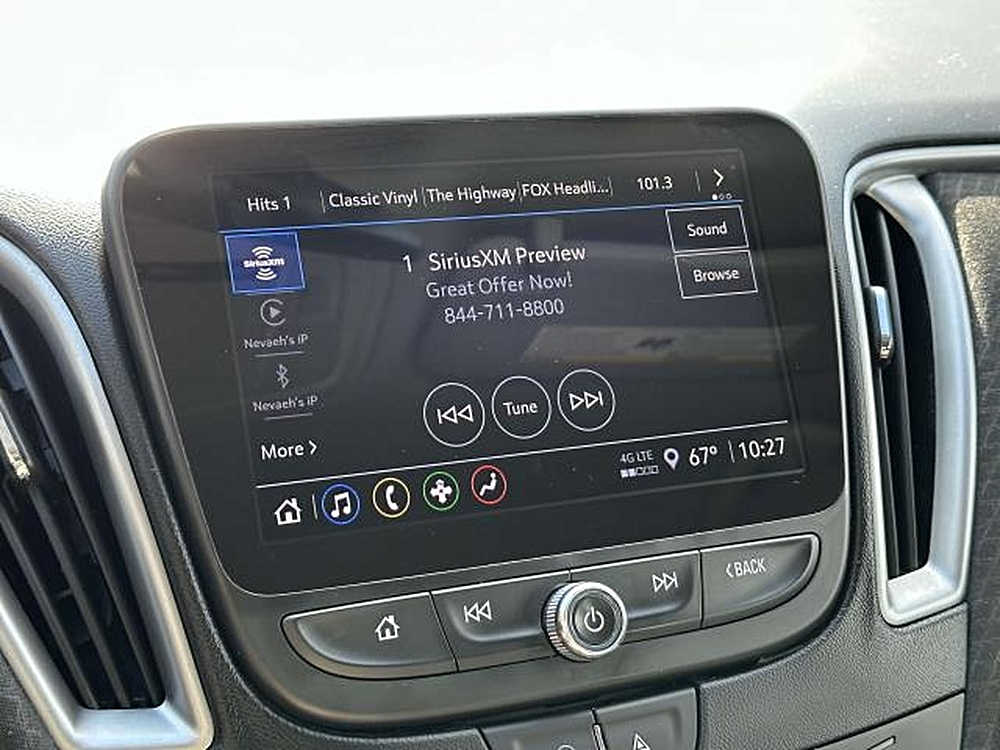 Hits 1 Classic Vinyl The Highway FOX Headli... 101.3 >
SiriusXM
1 SiriusXM Preview
Great Offer Now!
844-711-8800
Sound
Browse
Nevaeh's iP
Nevaeh's iP
Tune
More >
4G LTE 67° 10:27
< BACK